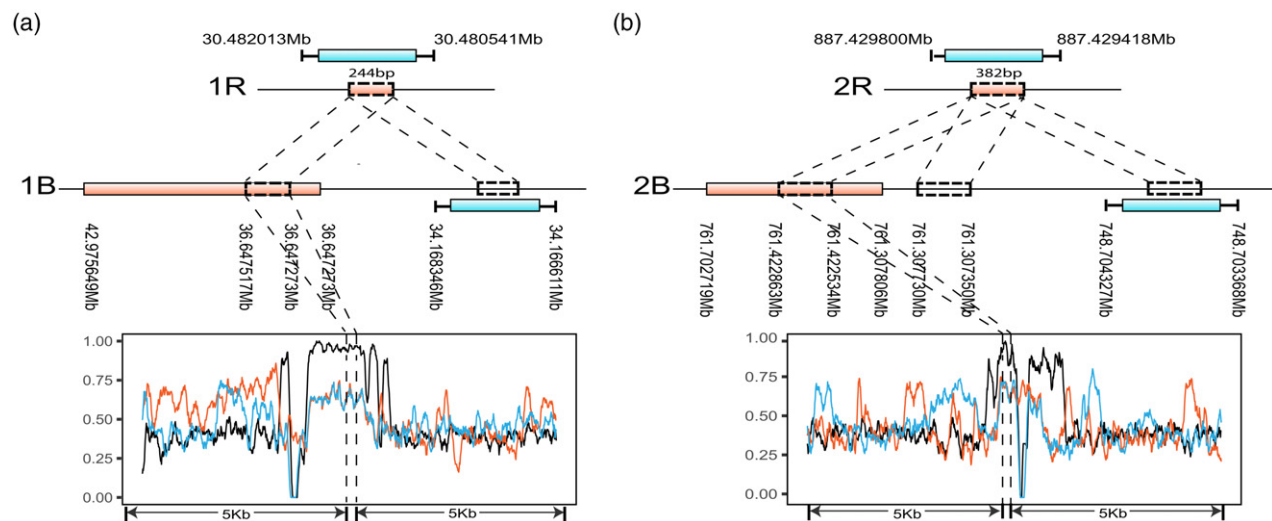 (a)
30.482013Mb 30.480541Mb
244bp
1R
1B
42.975649Mb
36.647517Mb
36.647273Mb
36.647273Mb
34.168346Mb
34.166611Mb
1.00
0.75
0.50
0.25
0.00
5Kb 5Kb
(b)
887.429800Mb 887.429418Mb
382bp
2R
2B
761.702719Mb
761.422863Mb
761.422534Mb
761.307806Mb
761.307730Mb
761.307350Mb
748.704327Mb
748.703368Mb
1.00
0.75
0.50
0.25
0.00
5Kb 5Kb